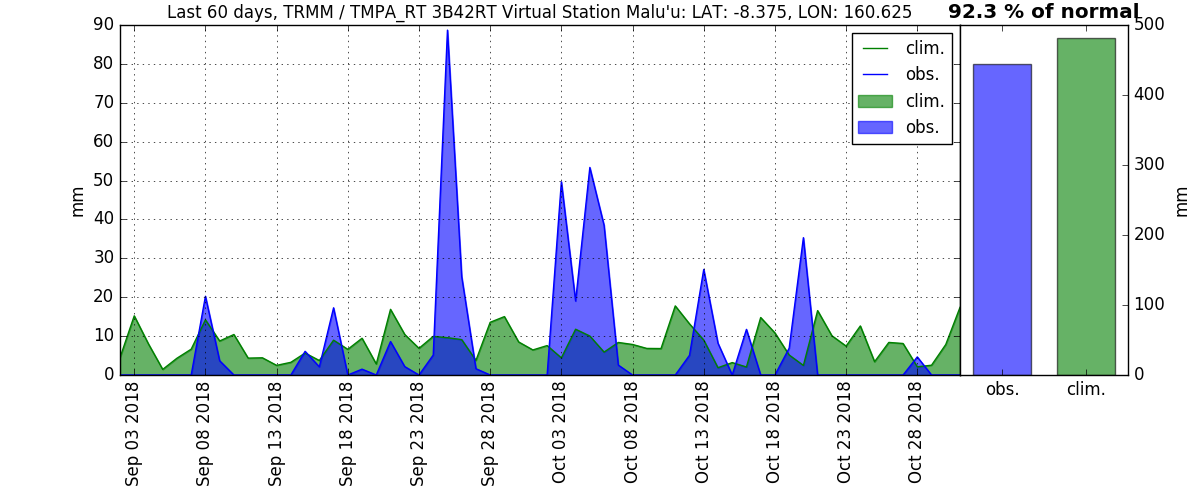 Last 60 days, TRMM / TMPA_RT 3B42RT Virtual Station Malu'u: LAT: -8.375, LON: 160.625
92.3 % of normal
90
80
70
60
50
40
30
20
10
0
mm
clim.
obs.
clim.
obs.
Sep 03 2018
Sep 08 2018
Sep 13 2018
Sep 18 2018
Sep 23 2018
Sep 28 2018
Oct 03 2018
Oct 08 2018
Oct 13 2018
Oct 18 2018
Oct 23 2018
Oct 28 2018
500
400
300
200
100
0
mm
obs.
clim.